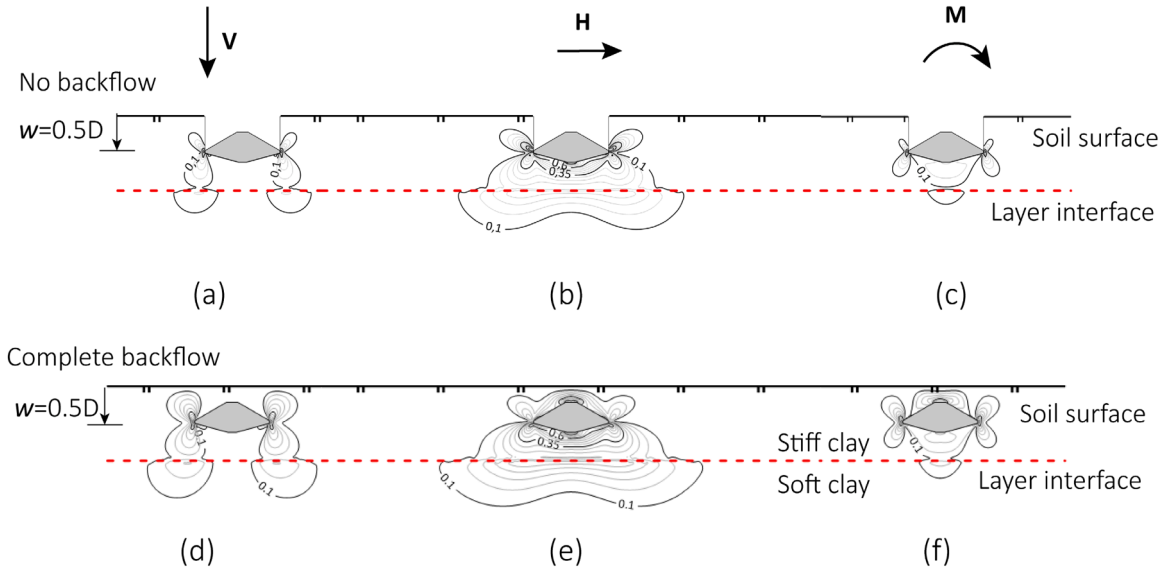 V
H
M
No backflow
w=0.5D
Soil surface
0,1
0,1
0.6
0,35
0,1
0,1
0,1
Layer interface
(a)
(b)
(c)
Complete backflow
w=0.5D
Soil surface
0.1
0.6
0.35
0.1
Stiff clay
0.1
0.1
0.1
Soft clay
Layer interface
(d)
(e)
(f)